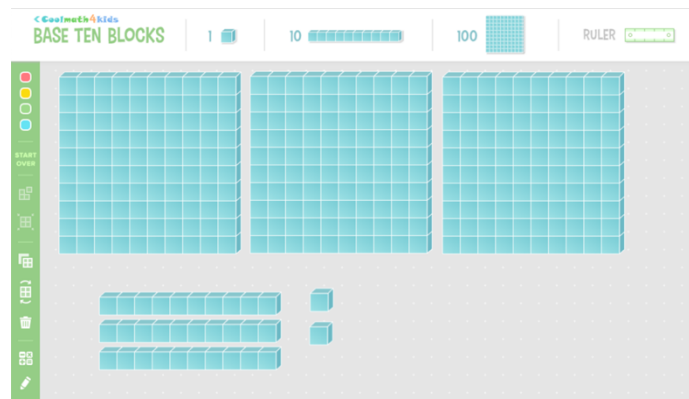 < Coolmath4kids
BASE TEN BLOCKS
1
10
100
RULER
START
OVER